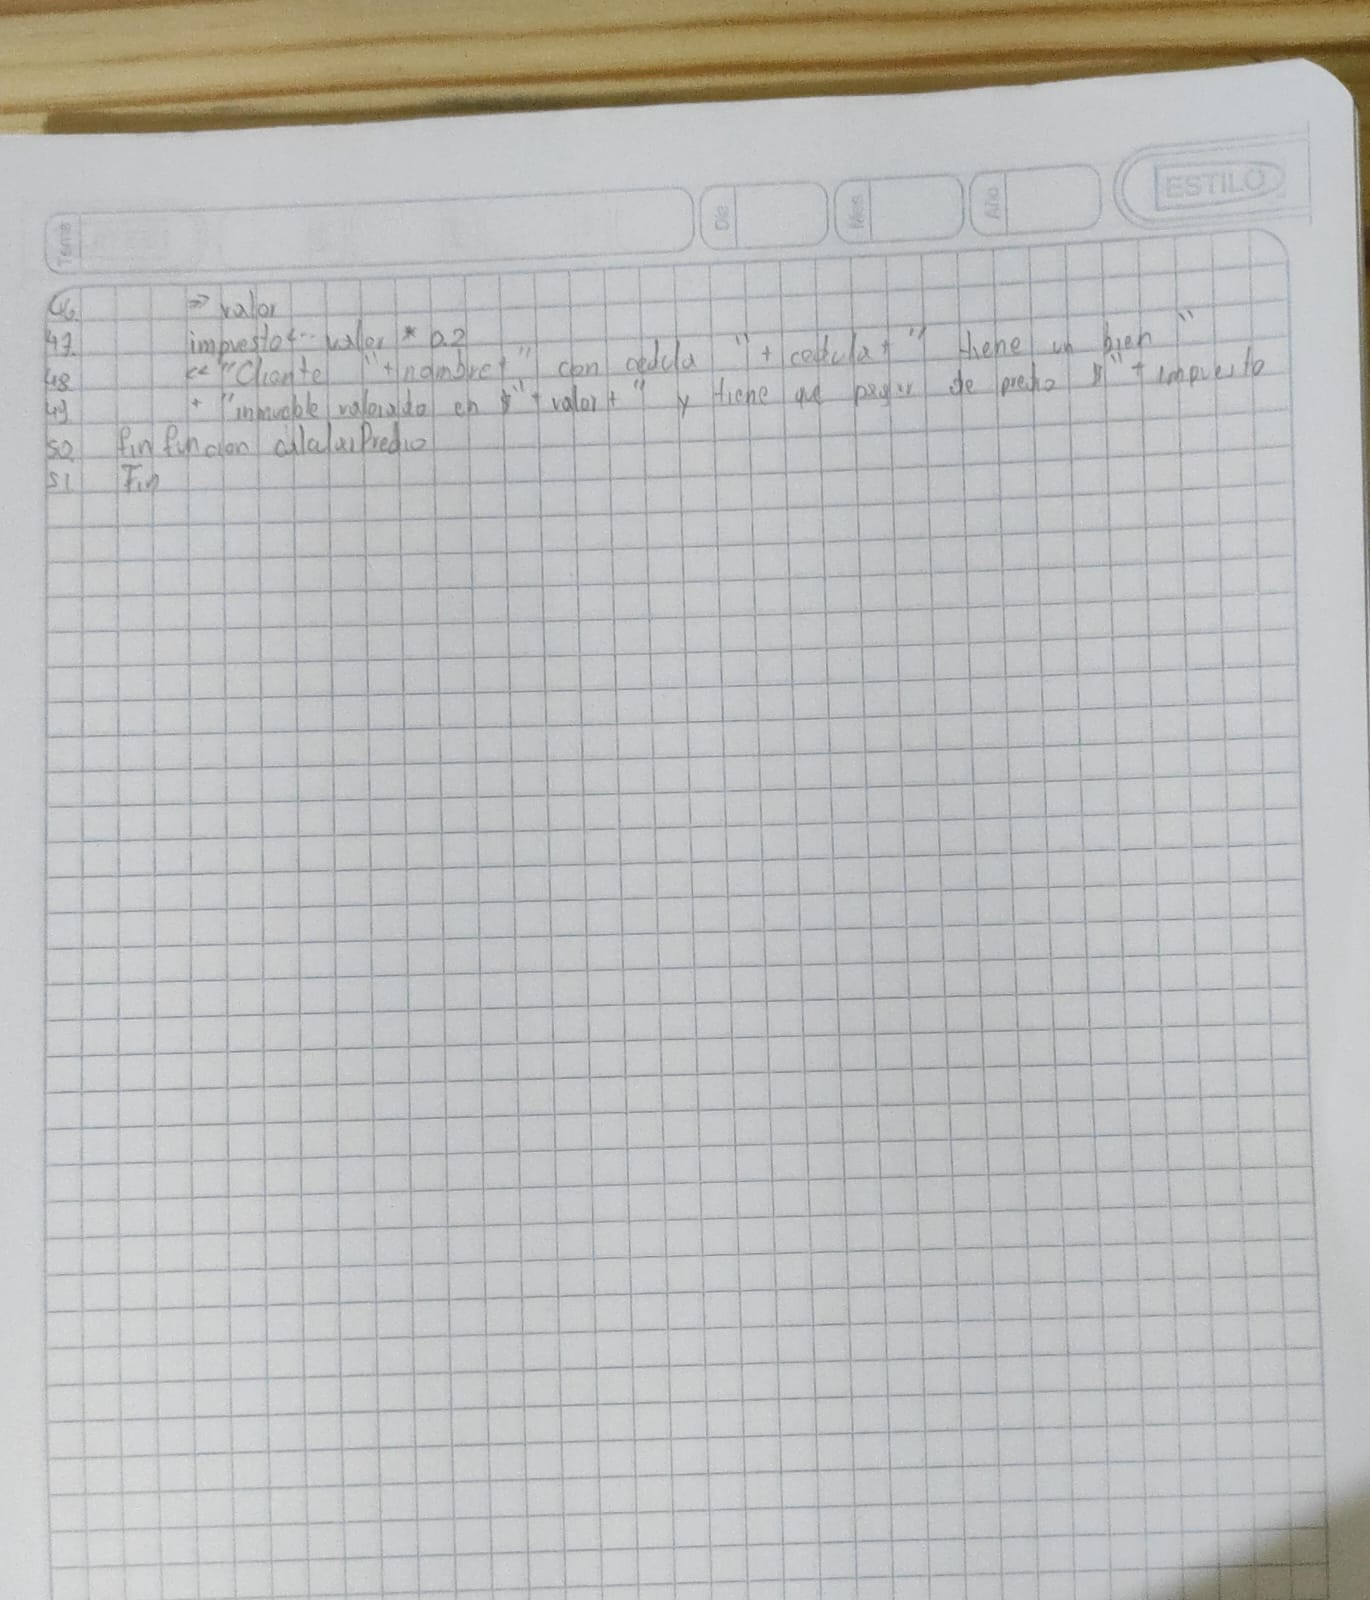 Tema Día Mes Año ESTILO
46 => valor
47 impuesto ← valor * 0.2
48 << "Cliente "+nombre+" con cedula "+cedula+" tiene un bien "
49 + "inmueble valorado en $"+valor+" y tiene que pagar de predio $"+impuesto
50 fin funcion calcularPredio
51 Fin